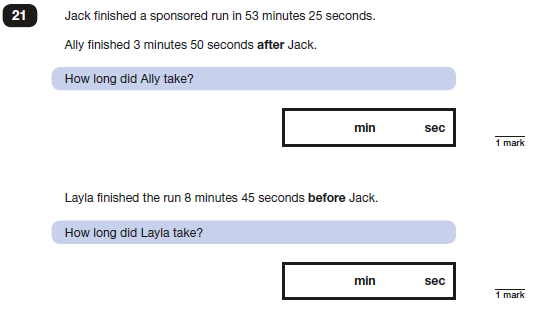 21 Jack finished a sponsored run in 53 minutes 25 seconds.
Ally finished 3 minutes 50 seconds after Jack.
How long did Ally take?
min sec
1 mark
Layla finished the run 8 minutes 45 seconds before Jack.
How long did Layla take?
min sec
1 mark